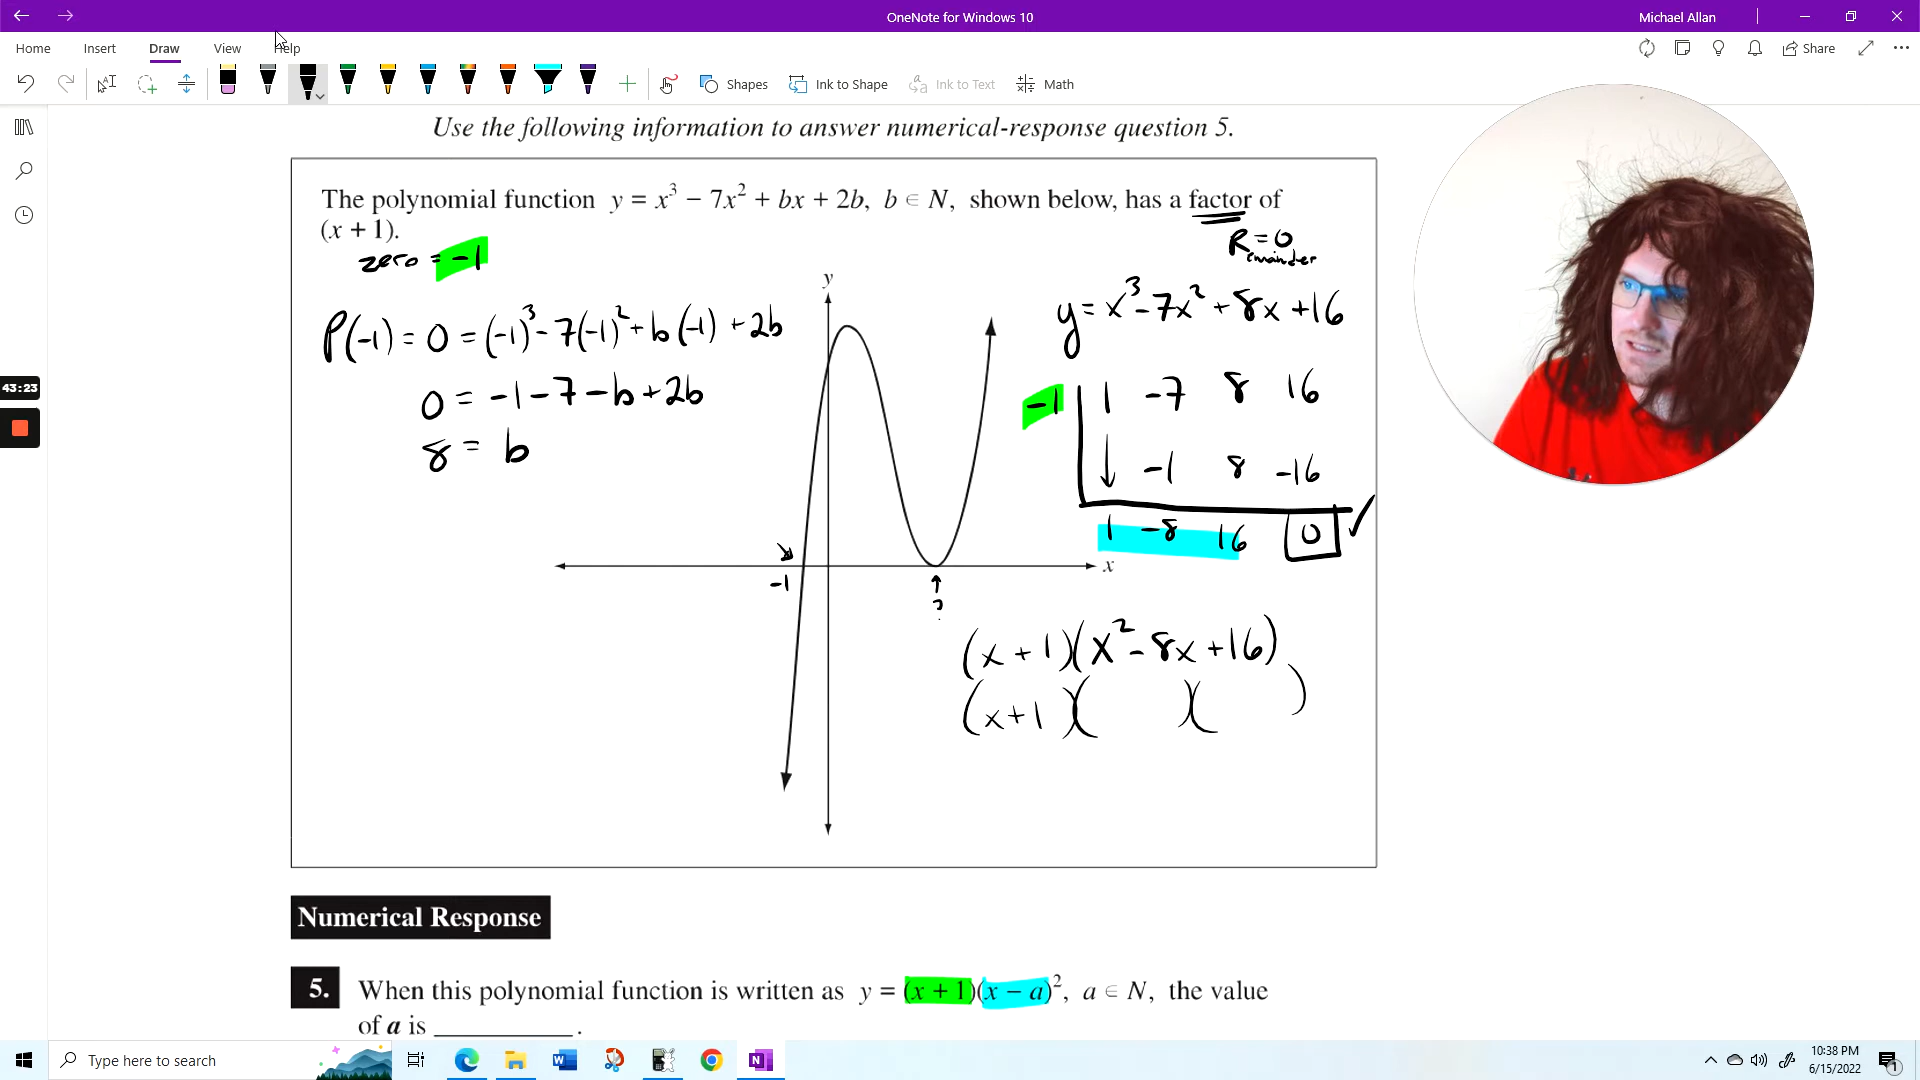 OneNote for Windows 10
Michael Allan
Home Insert Draw View Help
Share
Shapes Ink to Shape Ink to Text Math
Use the following information to answer numerical-response question 5.
The polynomial function y = x³ − 7x² + bx + 2b, b ∈ N, shown below, has a factor of
(x + 1).
zero = -1
R = 0
emainder
y
y = x³ - 7x² + 8x + 16
P(-1) = 0 = (-1)³ - 7(-1)² + b(-1) + 2b
0 = -1 - 7 - b + 2b
8 = b
-1 1 -7 8 16
↓ -1 8 -16
1 -8 16 0 ✓
x
-1
?
(x + 1)(x² - 8x + 16)
(x + 1)( )( )
43:23
Numerical Response
5. When this polynomial function is written as y = (x + 1)(x − a)², a ∈ N, the value
of a is ___________ .
Type here to search
10:38 PM
6/15/2022
1